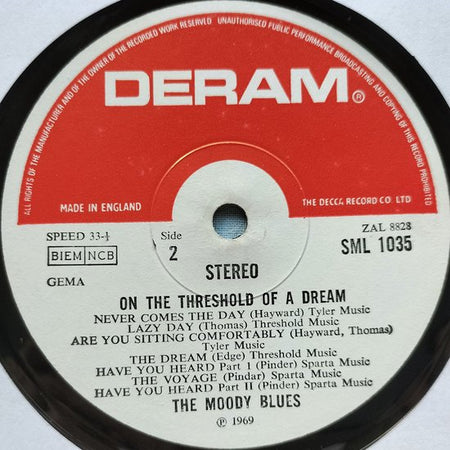 ALL RIGHTS OF THE MANUFACTURER AND OF THE OWNER OF THE RECORDED WORK RESERVED UNAUTHORISED PUBLIC PERFORMANCE BROADCASTING AND COPYING OF THIS RECORD PROHIBITED
DERAM®
MADE IN ENGLAND
THE DECCA RECORD CO LTD
SPEED 33-⅓
BIEM NCB
GEMA
Side
2
STEREO
ZAL 8828
SML 1035
ON THE THRESHOLD OF A DREAM
NEVER COMES THE DAY (Hayward) Tyler Music
LAZY DAY (Thomas) Threshold Music
ARE YOU SITTING COMFORTABLY (Hayward, Thomas)
Tyler Music
THE DREAM (Edge) Threshold Music
HAVE YOU HEARD Part 1 (Pinder) Sparta Music
THE VOYAGE (Pindar) Sparta Music
HAVE YOU HEARD Part II (Pinder) Sparta Music
THE MOODY BLUES
℗ 1969